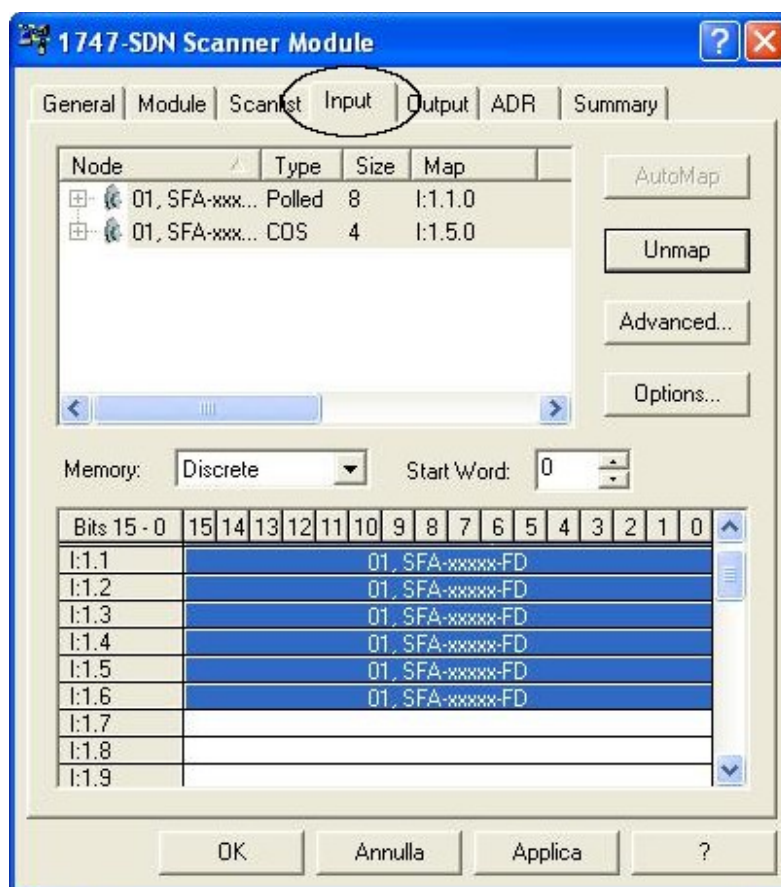 1747-SDN Scanner Module
General Module Scanlist Input Output ADR Summary
Node Type Size Map
01, SFA-xxx... Polled 8 I:1.1.0
01, SFA-xxx... COS 4 I:1.5.0
AutoMap
Unmap
Advanced...
Options...
Memory: Discrete Start Word: 0
Bits 15 - 0 15 14 13 12 11 10 9 8 7 6 5 4 3 2 1 0
I:1.1 01, SFA-xxxxx-FD
I:1.2 01, SFA-xxxxx-FD
I:1.3 01, SFA-xxxxx-FD
I:1.4 01, SFA-xxxxx-FD
I:1.5 01, SFA-xxxxx-FD
I:1.6 01, SFA-xxxxx-FD
I:1.7
I:1.8
I:1.9
OK Annulla Applica ?